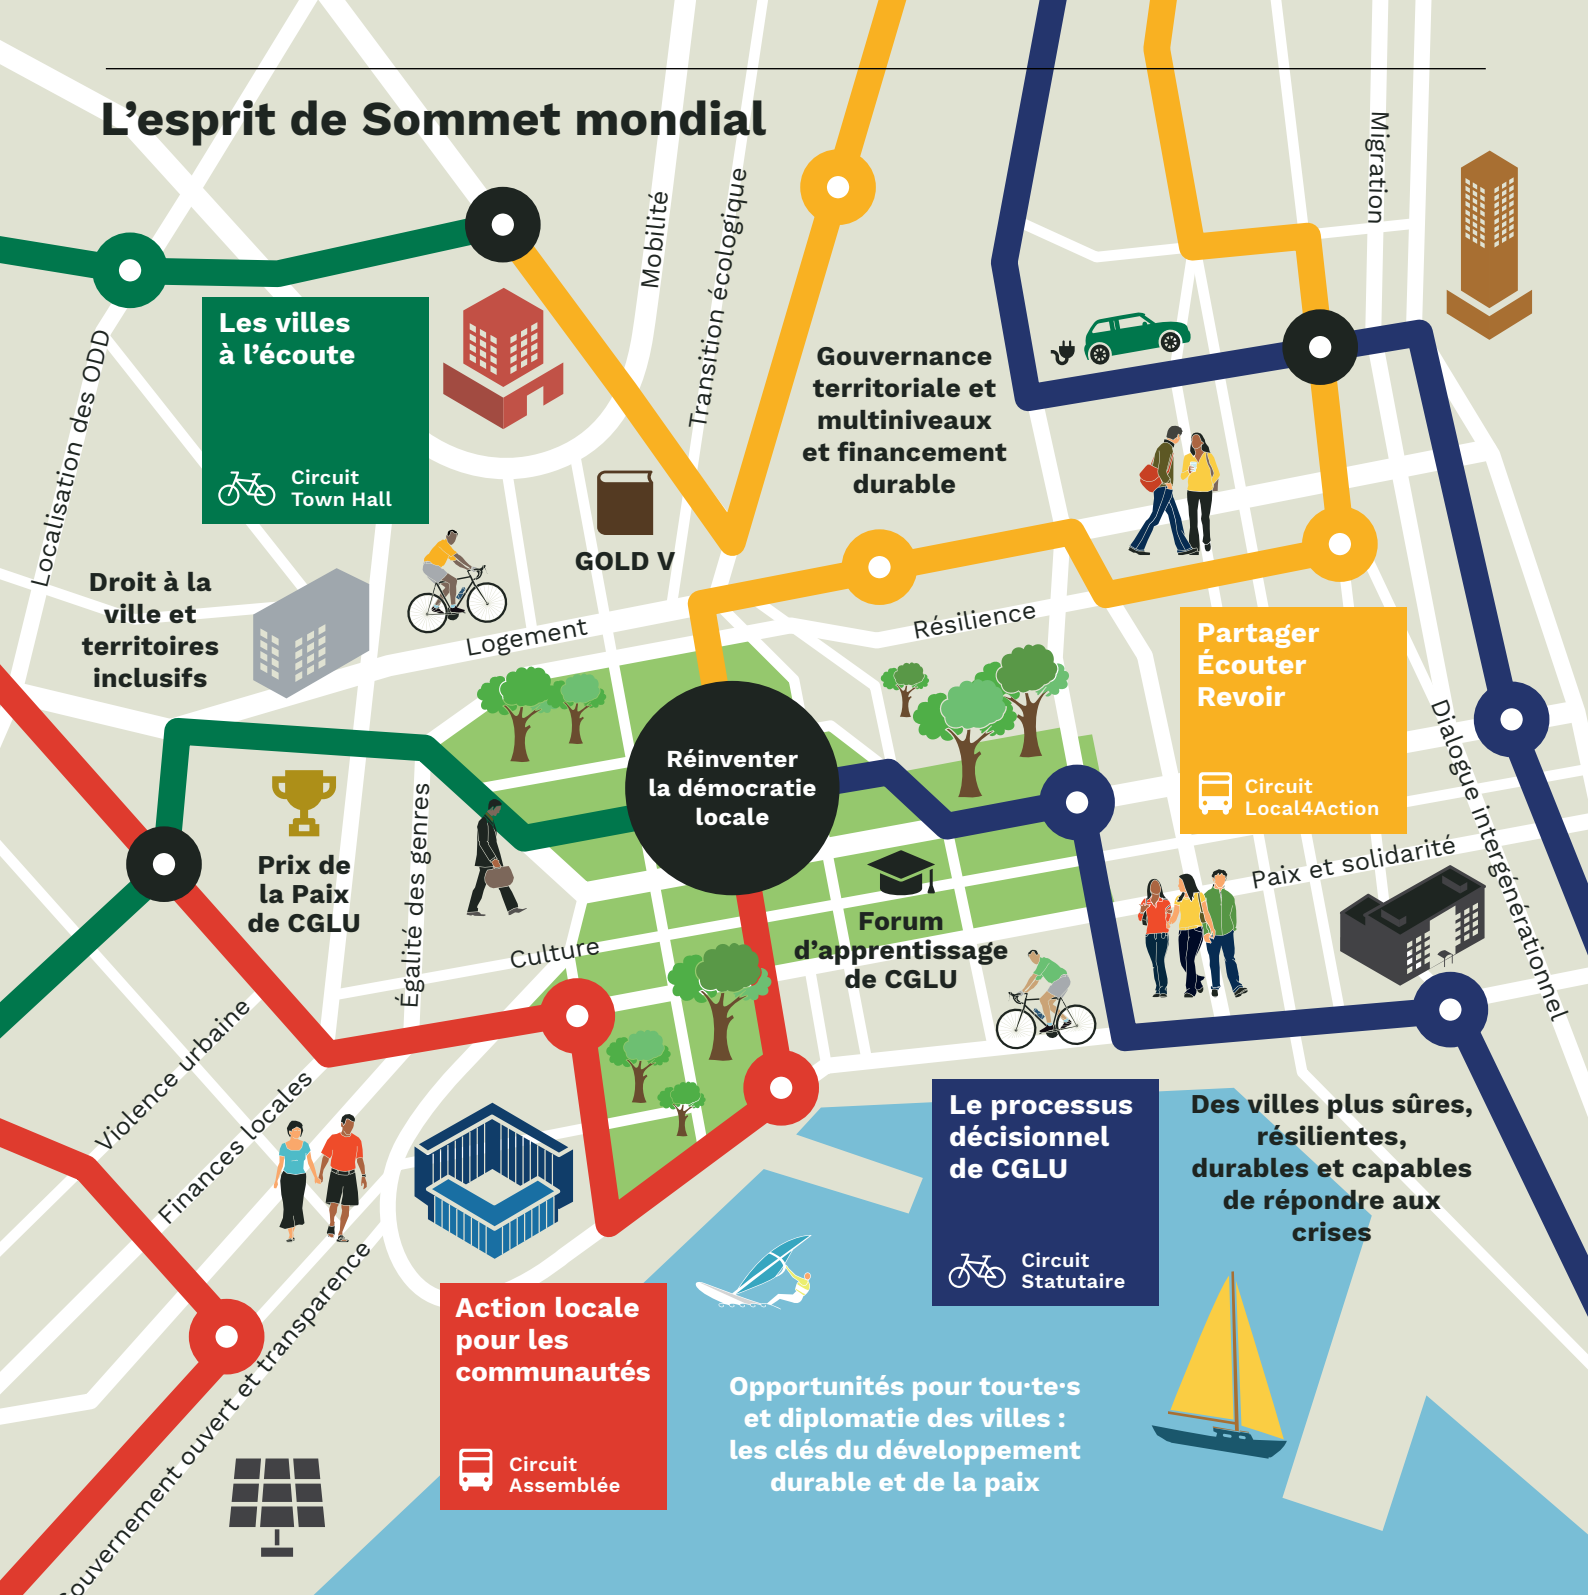 L'esprit de Sommet mondial
Migration
Mobilité
Transition écologique
Les villes
à l'écoute
Circuit
Town Hall
Localisation des ODD
Gouvernance
territoriale et
multiniveaux
et financement
durable
GOLD V
Droit à la
ville et
territoires
inclusifs
Logement
Résilience
Partager
Écouter
Revoir
Circuit
Local4Action
Réinventer
la démocratie
locale
Dialogue intergénérationnel
Prix de
la Paix
de CGLU
Égalité des genres
Paix et solidarité
Culture
Forum
d'apprentissage
de CGLU
Violence urbaine
Finances locales
Le processus
décisionnel
de CGLU
Circuit
Statutaire
Des villes plus sûres,
résilientes,
durables et capables
de répondre aux
crises
Gouvernement ouvert et transparence
Action locale
pour les
communautés
Circuit
Assemblée
Opportunités pour tou·te·s
et diplomatie des villes :
les clés du développement
durable et de la paix